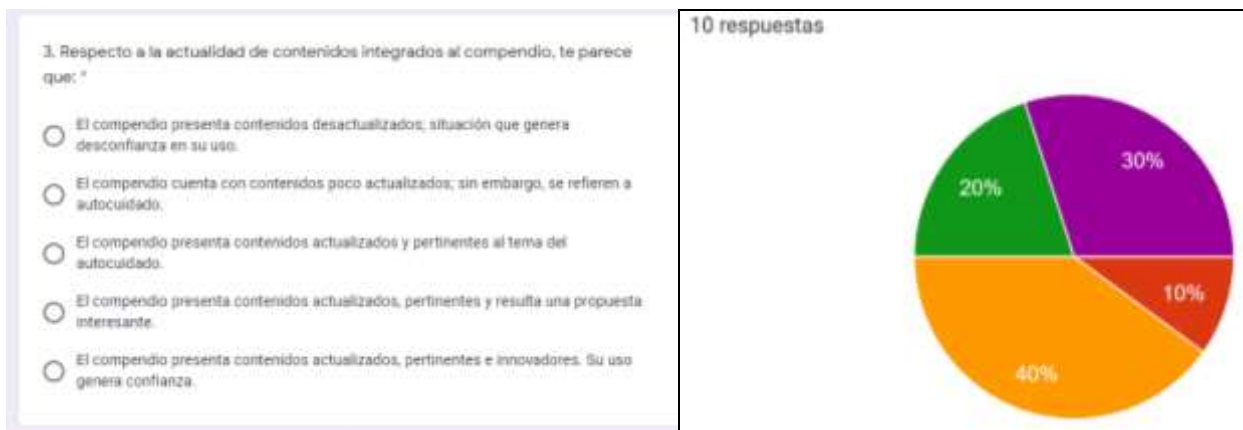 3. Respecto a la actualidad de contenidos integrados al compendio, te parece
que: *
El compendio presenta contenidos desactualizados; situación que genera
desconfianza en su uso.
El compendio cuenta con contenidos poco actualizados; sin embargo, se refieren a
autocuidado.
El compendio presenta contenidos actualizados y pertinentes al tema del
autocuidado.
El compendio presenta contenidos actualizados, pertinentes y resulta una propuesta
interesante.
El compendio presenta contenidos actualizados, pertinentes e innovadores. Su uso
genera confianza.
10 respuestas
30%
20%
10%
40%